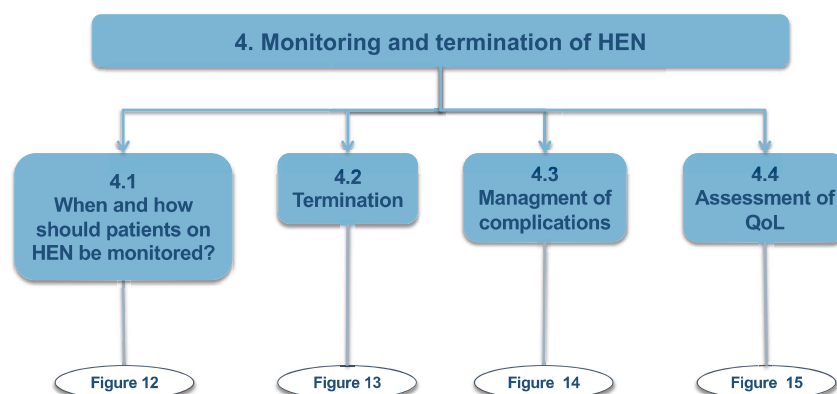 4. Monitoring and termination of HEN
4.1
When and how
should patients on
HEN be monitored?
4.2
Termination
4.3
Managment of
complications
4.4
Assessment of
QoL
Figure 12
Figure 13
Figure 14
Figure 15